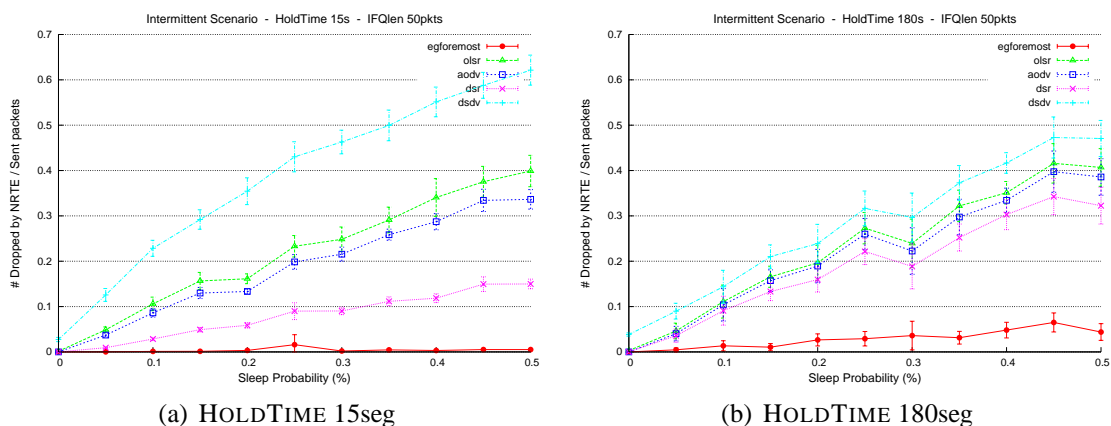 Intermittent Scenario - HoldTime 15s - IFQlen 50pkts
# Dropped by NRTE / Sent packets
0.7
0.6
0.5
0.4
0.3
0.2
0.1
0
egforemost
olsr
aodv
dsr
dsdv
0 0.1 0.2 0.3 0.4 0.5
Sleep Probability (%)
(a) HOLDTIME 15seg
Intermittent Scenario - HoldTime 180s - IFQlen 50pkts
# Dropped by NRTE / Sent packets
0.7
0.6
0.5
0.4
0.3
0.2
0.1
0
egforemost
olsr
aodv
dsr
dsdv
0 0.1 0.2 0.3 0.4 0.5
Sleep Probability (%)
(b) HOLDTIME 180seg